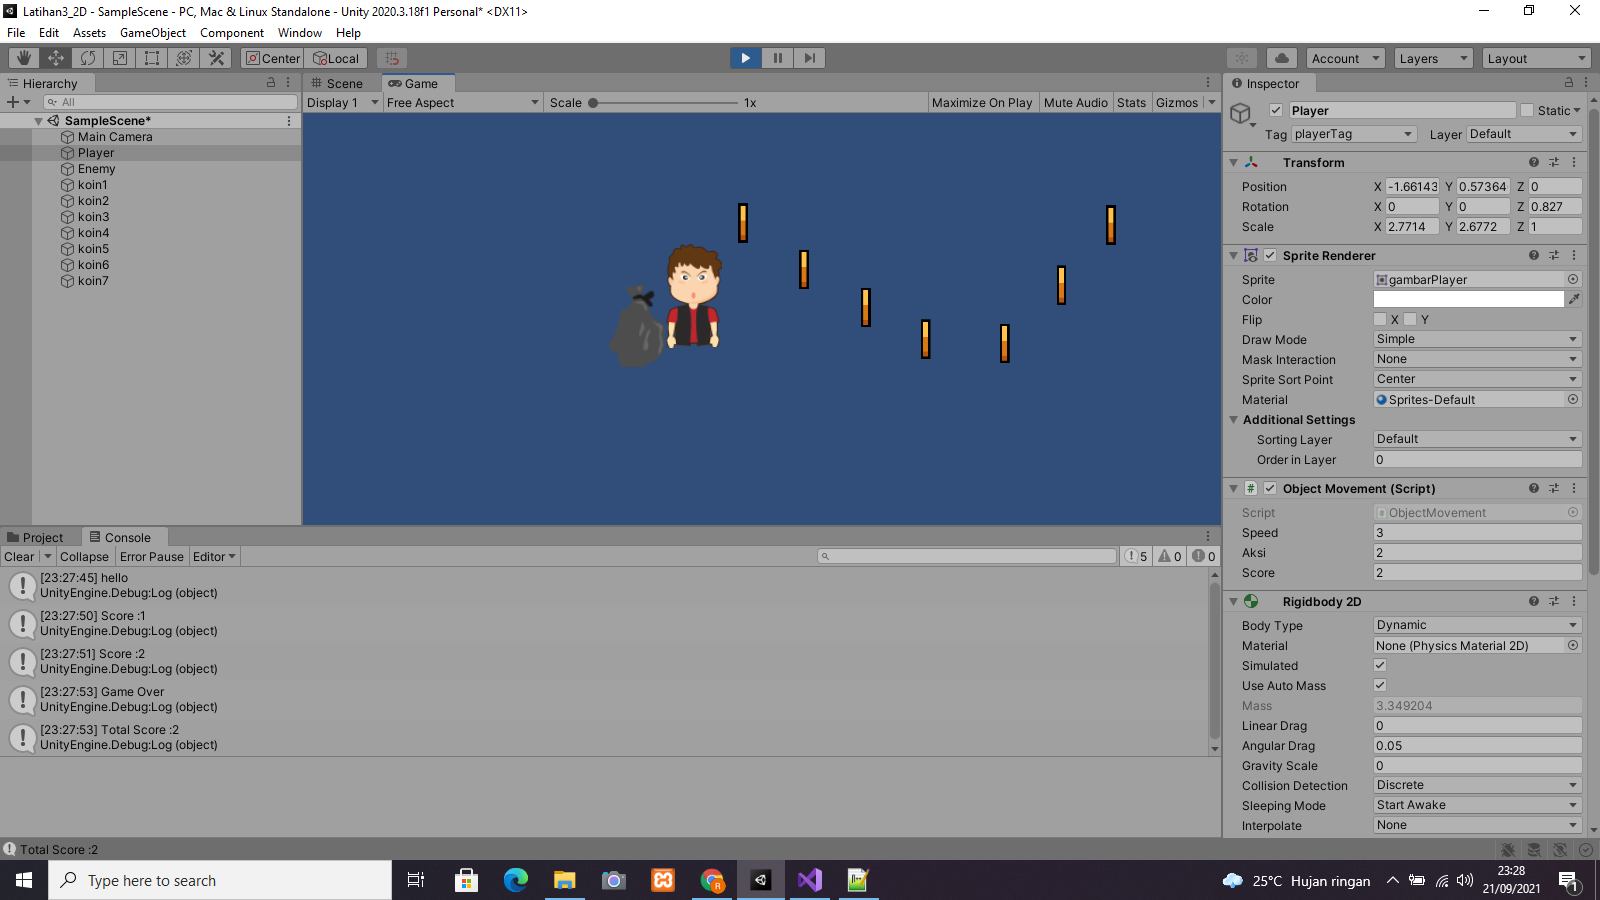 Latihan3_2D - SampleScene - PC, Mac & Linux Standalone - Unity 2020.3.18f1 Personal* <DX11>
File Edit Assets GameObject Component Window Help
Center Local Account Layers Layout
Hierarchy
All
SampleScene*
Main Camera
Player
Enemy
koin1
koin2
koin3
koin4
koin5
koin6
koin7
Scene Game
Display 1 Free Aspect Scale 1x Maximize On Play Mute Audio Stats Gizmos
Project Console
Clear Collapse Error Pause Editor 5 0 0
[23:27:45] hello
UnityEngine.Debug:Log (object)
[23:27:50] Score :1
UnityEngine.Debug:Log (object)
[23:27:51] Score :2
UnityEngine.Debug:Log (object)
[23:27:53] Game Over
UnityEngine.Debug:Log (object)
[23:27:53] Total Score :2
UnityEngine.Debug:Log (object)
Inspector
Player Static
Tag playerTag Layer Default
Transform
Position X -1.66143 Y 0.57364 Z 0
Rotation X 0 Y 0 Z 0.827
Scale X 2.7714 Y 2.6772 Z 1
Sprite Renderer
Sprite gambarPlayer
Color
Flip X Y
Draw Mode Simple
Mask Interaction None
Sprite Sort Point Center
Material Sprites-Default
Additional Settings
Sorting Layer Default
Order in Layer 0
# Object Movement (Script)
Script ObjectMovement
Speed 3
Aksi 2
Score 2
Rigidbody 2D
Body Type Dynamic
Material None (Physics Material 2D)
Simulated
Use Auto Mass
Mass 3.349204
Linear Drag 0
Angular Drag 0.05
Gravity Scale 0
Collision Detection Discrete
Sleeping Mode Start Awake
Interpolate None
Total Score :2
Type here to search
R
25°C Hujan ringan
23:28
21/09/2021
1